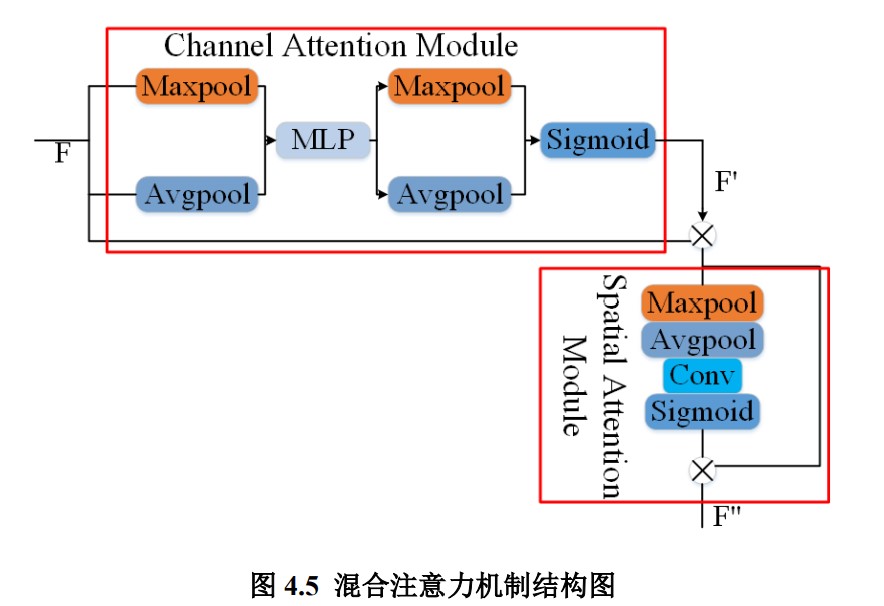 Channel Attention Module
Maxpool
Maxpool
F
MLP
Sigmoid
Avgpool
Avgpool
F'
Spatial Attention
Module
Maxpool
Avgpool
Conv
Sigmoid
F"
图 4.5 混合注意力机制结构图